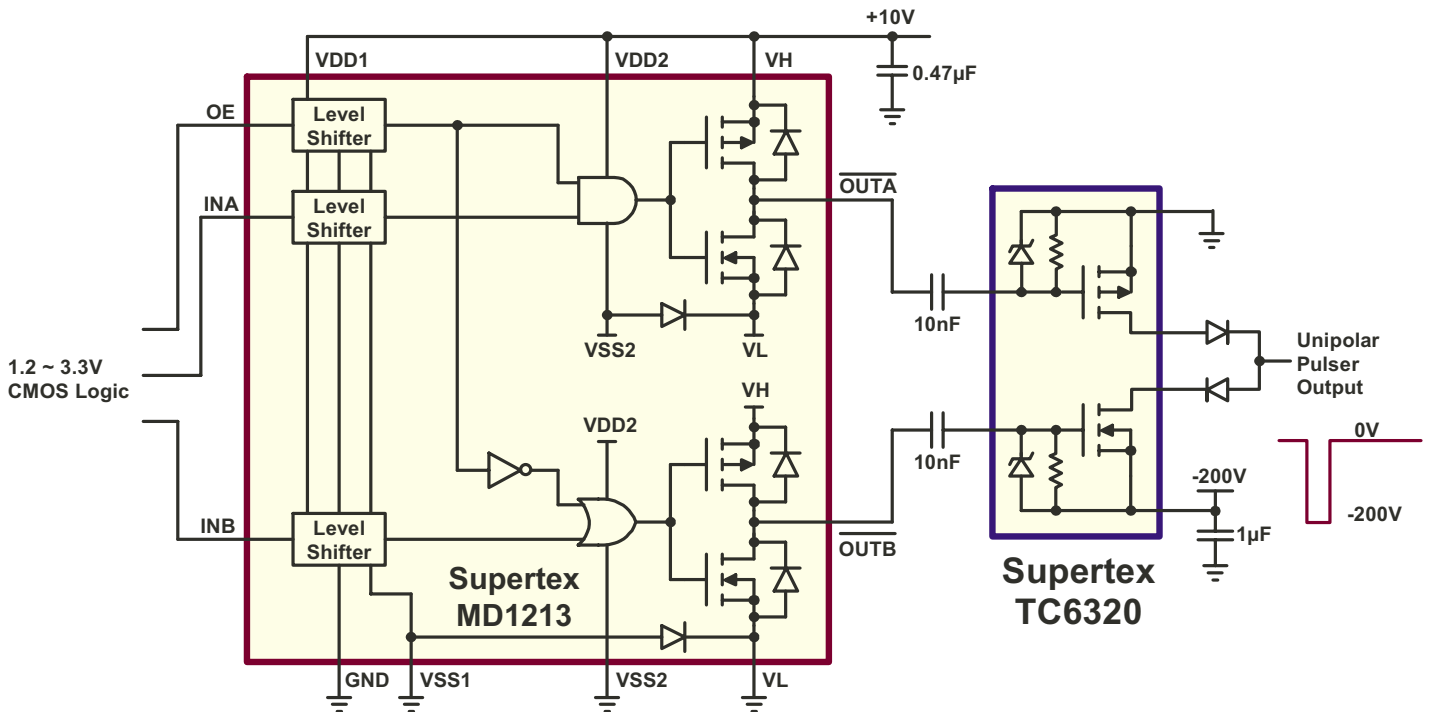 +10V
VDD1
VDD2
VH
0.47µF
OE
Level
Shifter
INA
Level
Shifter
OUTA
10nF
VSS2
VL
1.2 ~ 3.3V
CMOS Logic
Unipolar
Pulser
Output
VH
VDD2
10nF
0V
-200V
-200V
INB
Level
Shifter
OUTB
1µF
Supertex
MD1213
Supertex
TC6320
GND
VSS1
VSS2
VL